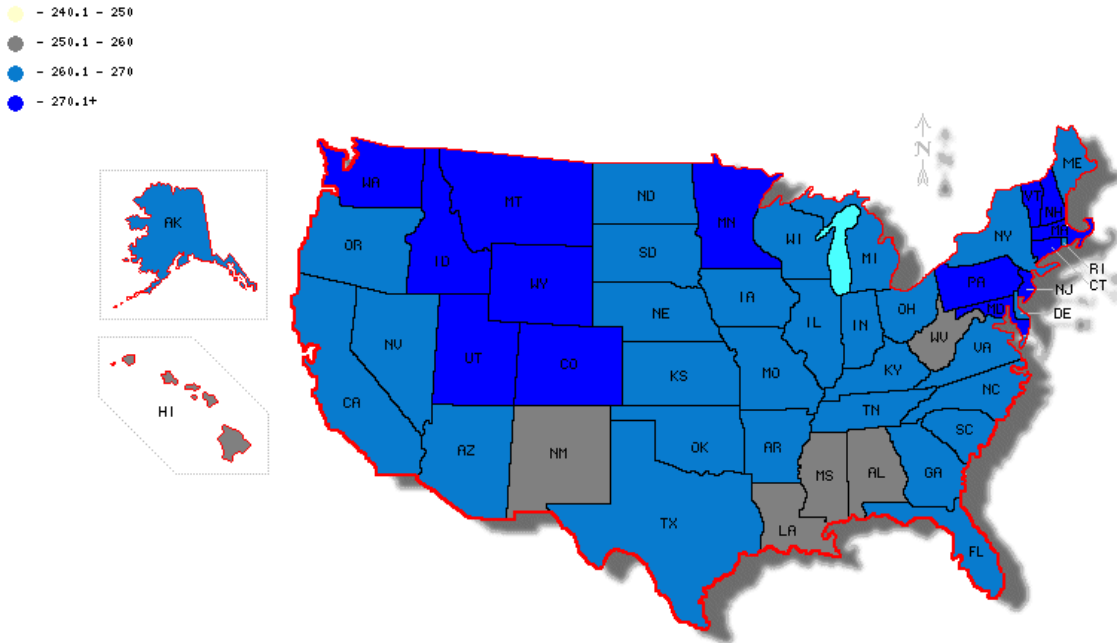 - 240.1 - 250
- 250.1 - 260
- 260.1 - 270
- 270.1+
N
ME
WA
MT
ND
MN
VT
NH
AK
OR
ID
SD
WI
MI
NY
MA
RI
CT
WY
IA
PA
NJ
NE
OH
MD
DE
NV
UT
CO
IL
IN
WV
VA
KS
MO
KY
CA
NC
HI
TN
AZ
NM
OK
AR
SC
MS
AL
GA
TX
LA
FL